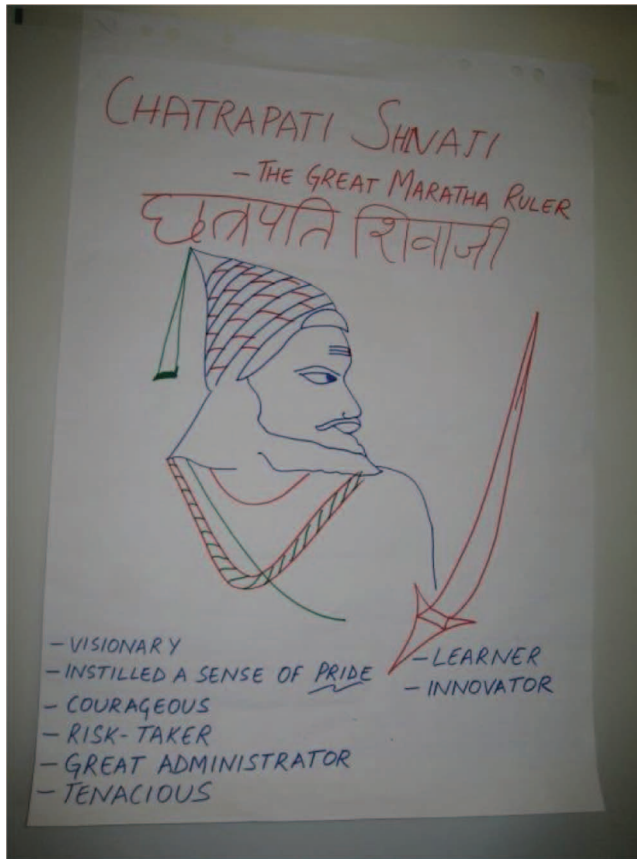 CHATRAPATI SHIVAJI
- THE GREAT MARATHA RULER
छत्रपति शिवाजी
- VISIONARY
- INSTILLED A SENSE OF PRIDE
- COURAGEOUS
- RISK-TAKER
- GREAT ADMINISTRATOR
- TENACIOUS
- LEARNER
- INNOVATOR